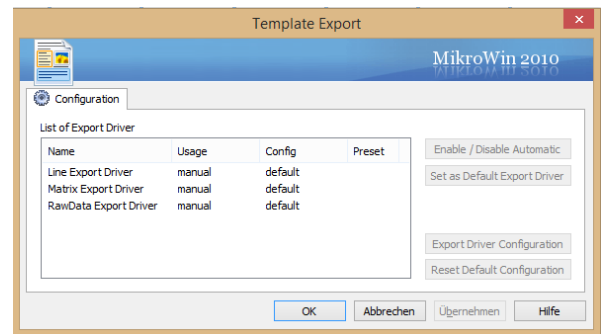 Template Export
MikroWin 2010
Configuration
List of Export Driver
Name Usage Config Preset
Line Export Driver manual default
Matrix Export Driver manual default
RawData Export Driver manual default
Enable / Disable Automatic
Set as Default Export Driver
Export Driver Configuration
Reset Default Configuration
OK Abbrechen Übernehmen Hilfe